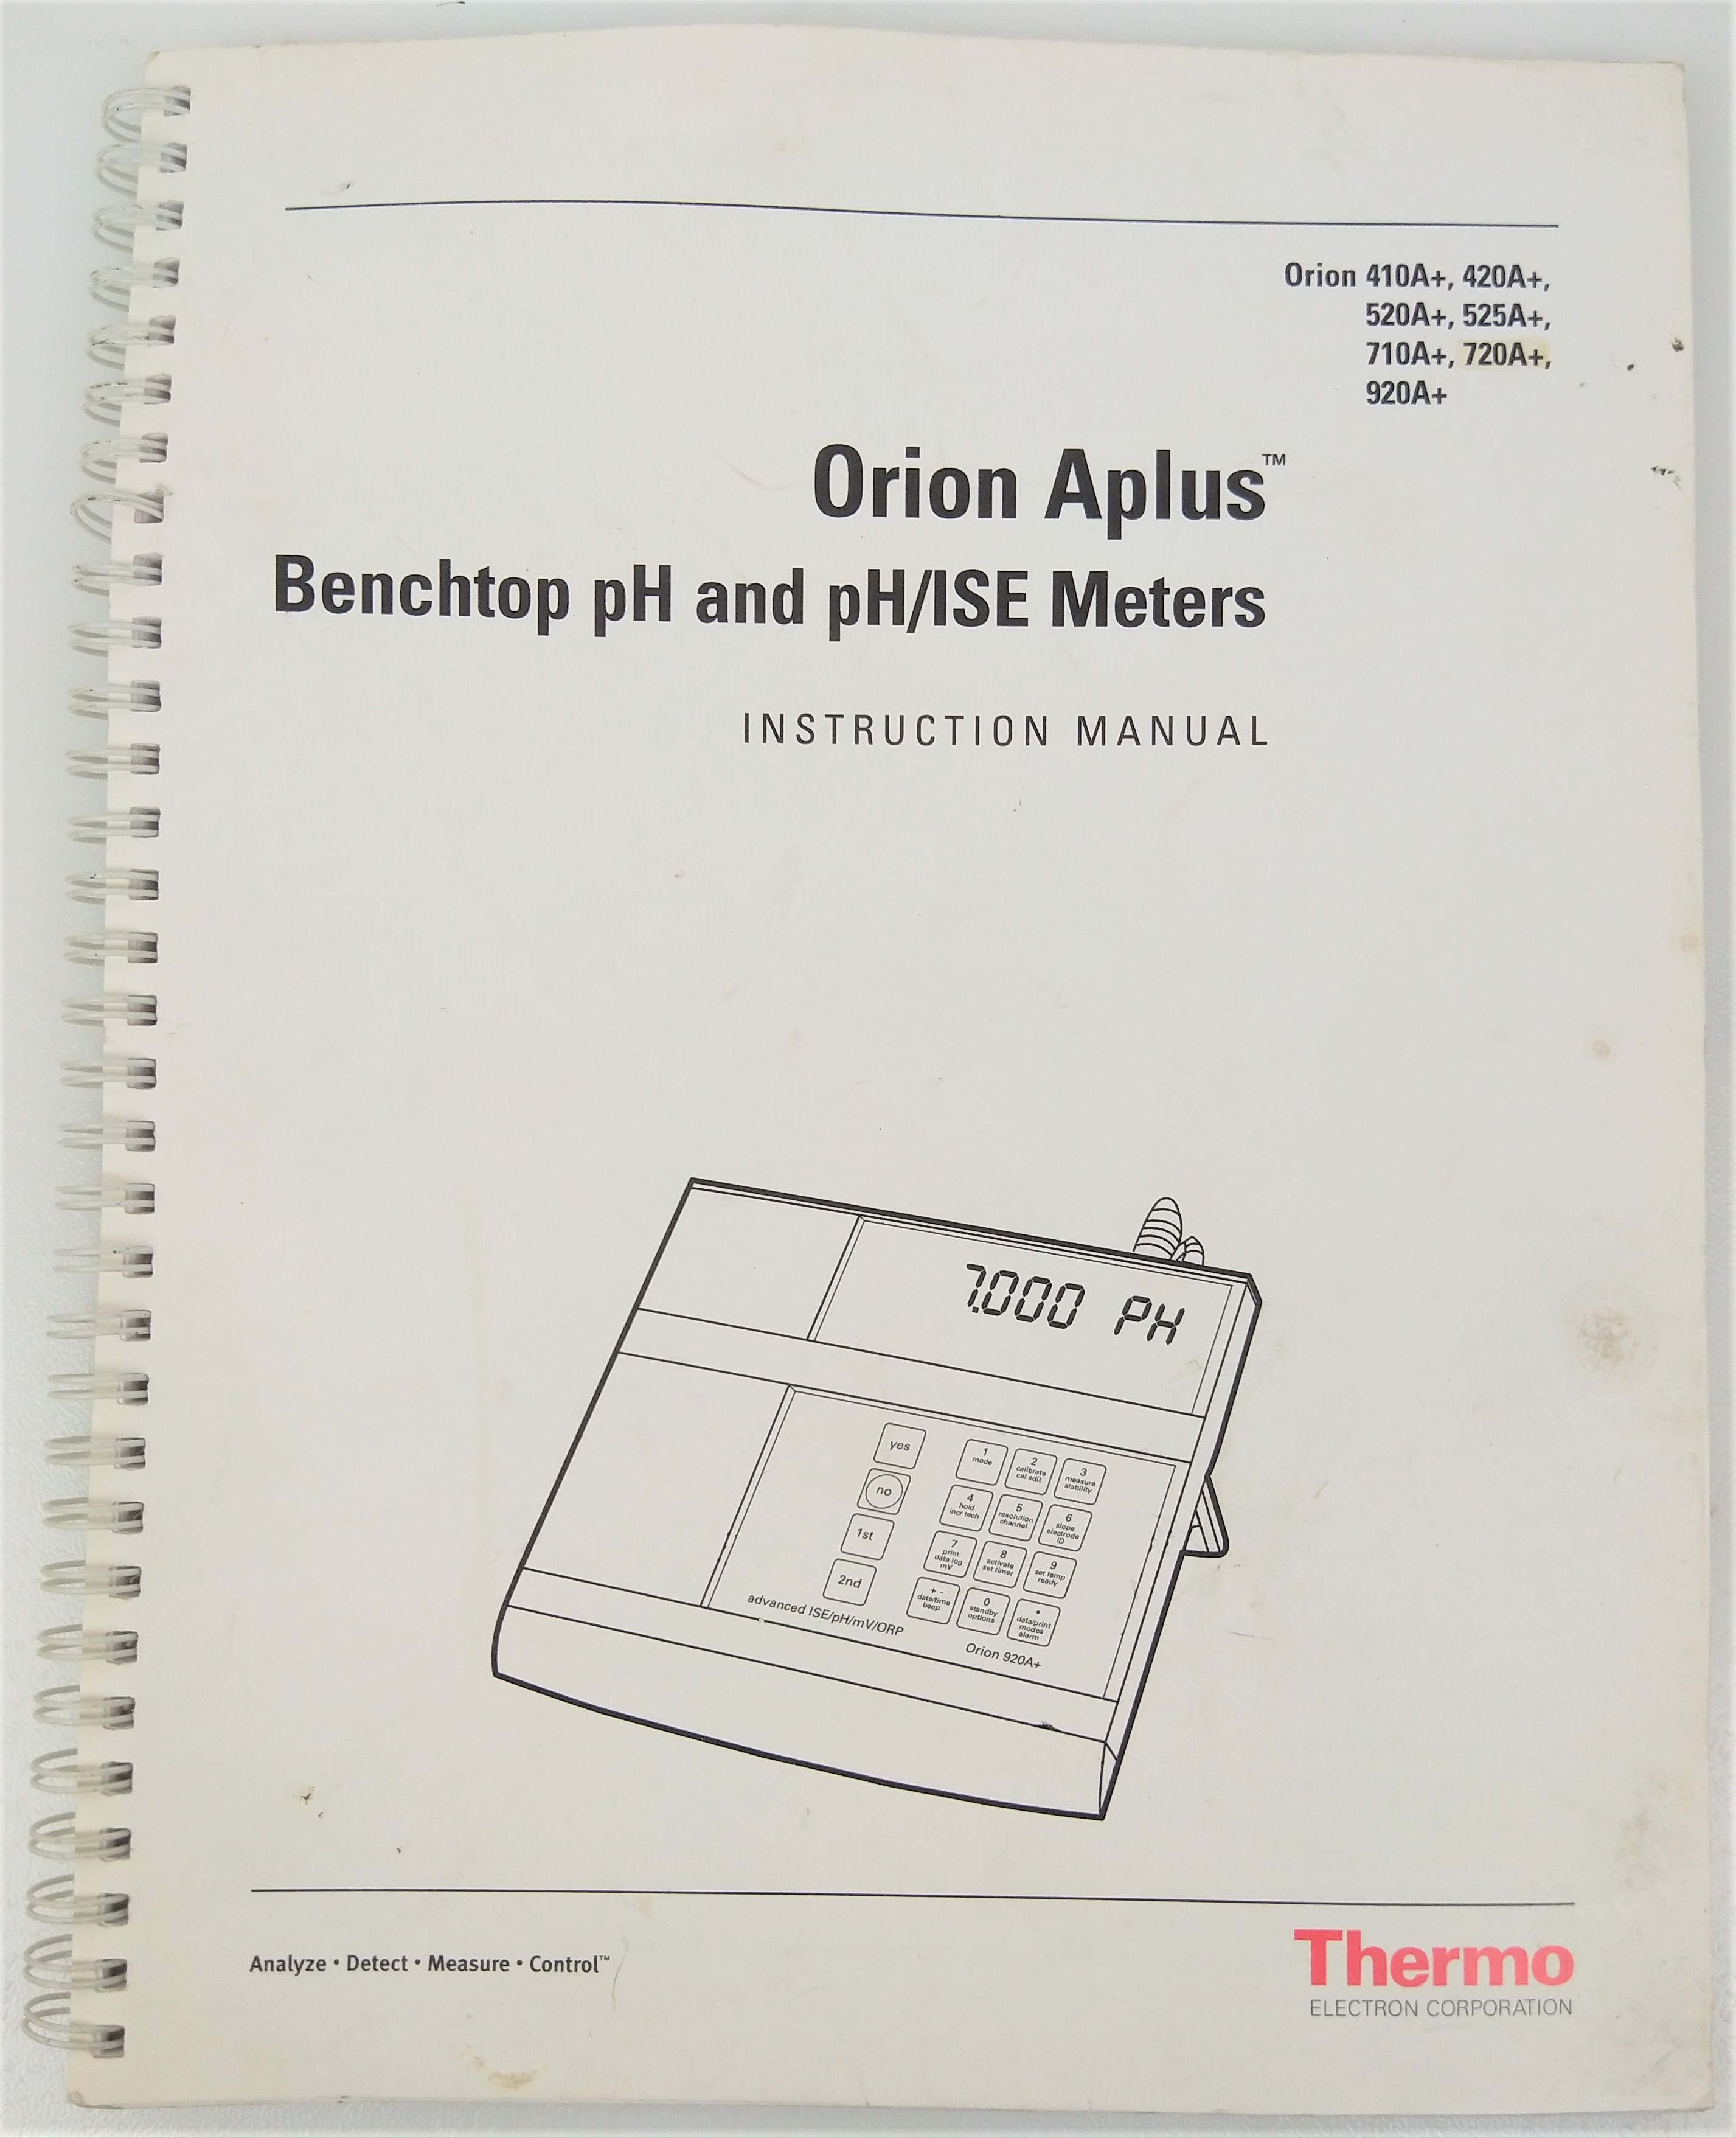 Orion 410A+, 420A+,
520A+, 525A+,
710A+, 720A+,
920A+
Orion Aplus™
Benchtop pH and pH/ISE Meters
INSTRUCTION MANUAL
7.000 PH
yes
no
1st
2nd
1
mode
2
calibrate
cal edit
3
measure
stability
4
hold
incr tech
5
resolution
channel
6
slope
electrode
ID
7
print
data log
mV
8
activate
set timer
9
set temp
ready
+ -
date/time
beep
0
standby
options
•
data/print
modes
alarm
advanced ISE/pH/mV/ORP
Orion 920A+
Analyze • Detect • Measure • Control™
Thermo
ELECTRON CORPORATION